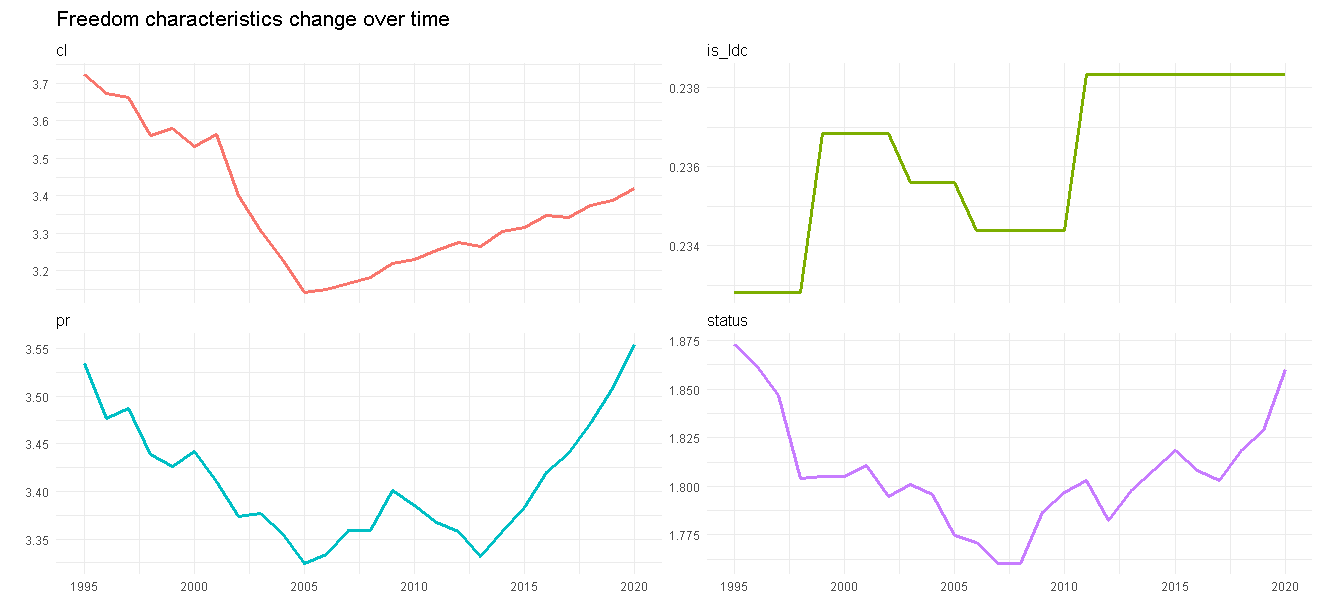 Freedom characteristics change over time
cl
3.7
3.6
3.5
3.4
3.3
3.2
is_ldc
0.238
0.236
0.234
pr
3.55
3.50
3.45
3.40
3.35
1995 2000 2005 2010 2015 2020
status
1.875
1.850
1.825
1.800
1.775
1995 2000 2005 2010 2015 2020